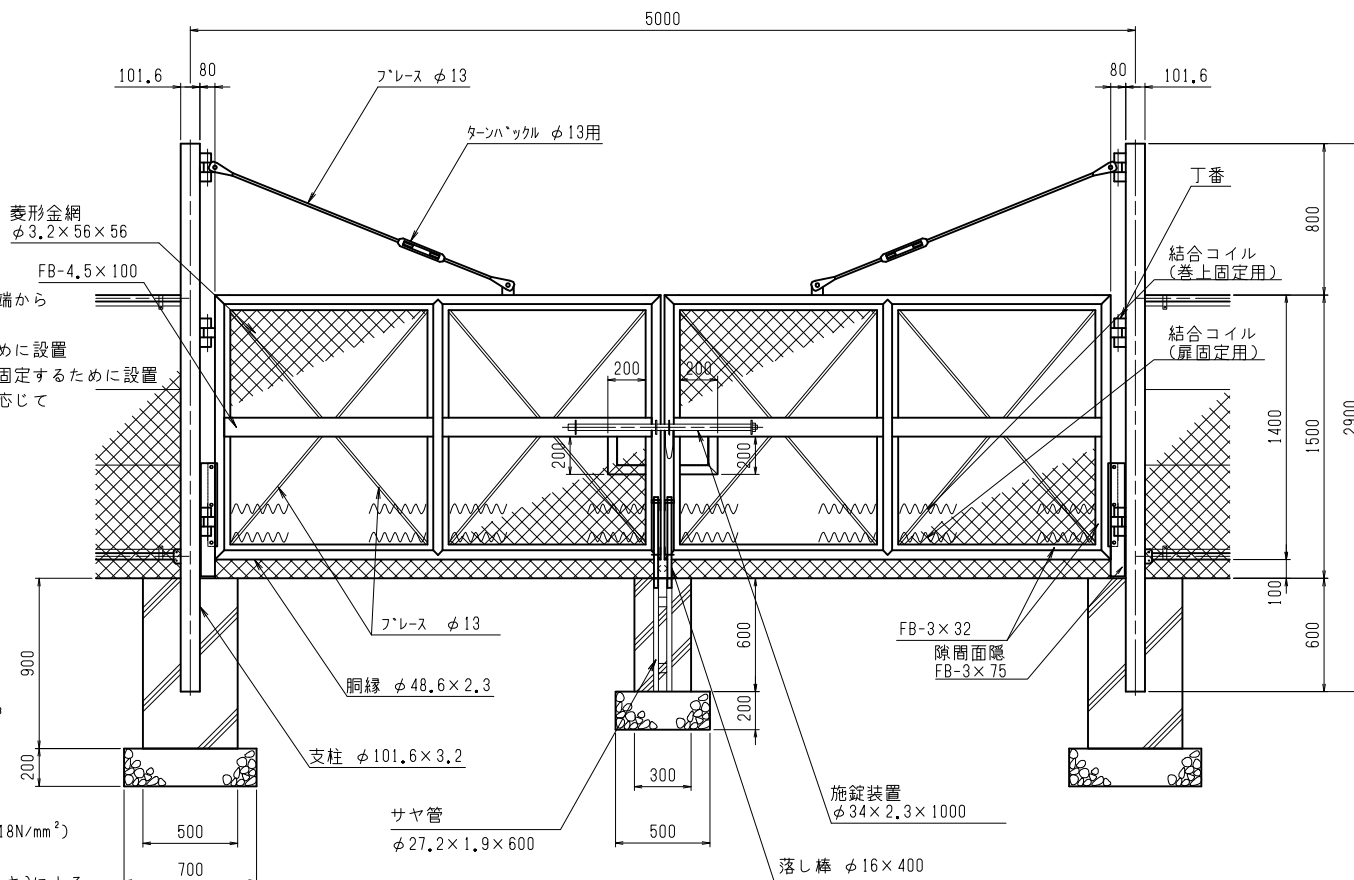 5000
101.6
80
ブレース φ13
ターンバックル φ13用
80
101.6
丁番
菱形金網
φ3.2×56×56
FB-4.5×100
端から
めに設置
固定するために設置
応じて
結合コイル
(巻上固定用)
結合コイル
(扉固定用)
800
1400
1500
2900
100
600
200
200
200
200
900
200
ブレース φ13
胴縁 φ48.6×2.3
支柱 φ101.6×3.2
サヤ管
φ27.2×1.9×600
600
200
300
500
FB-3×32
隙間面隠
FB-3×75
施錠装置
φ34×2.3×1000
落し棒 φ16×400
18N/mm²)
500
700